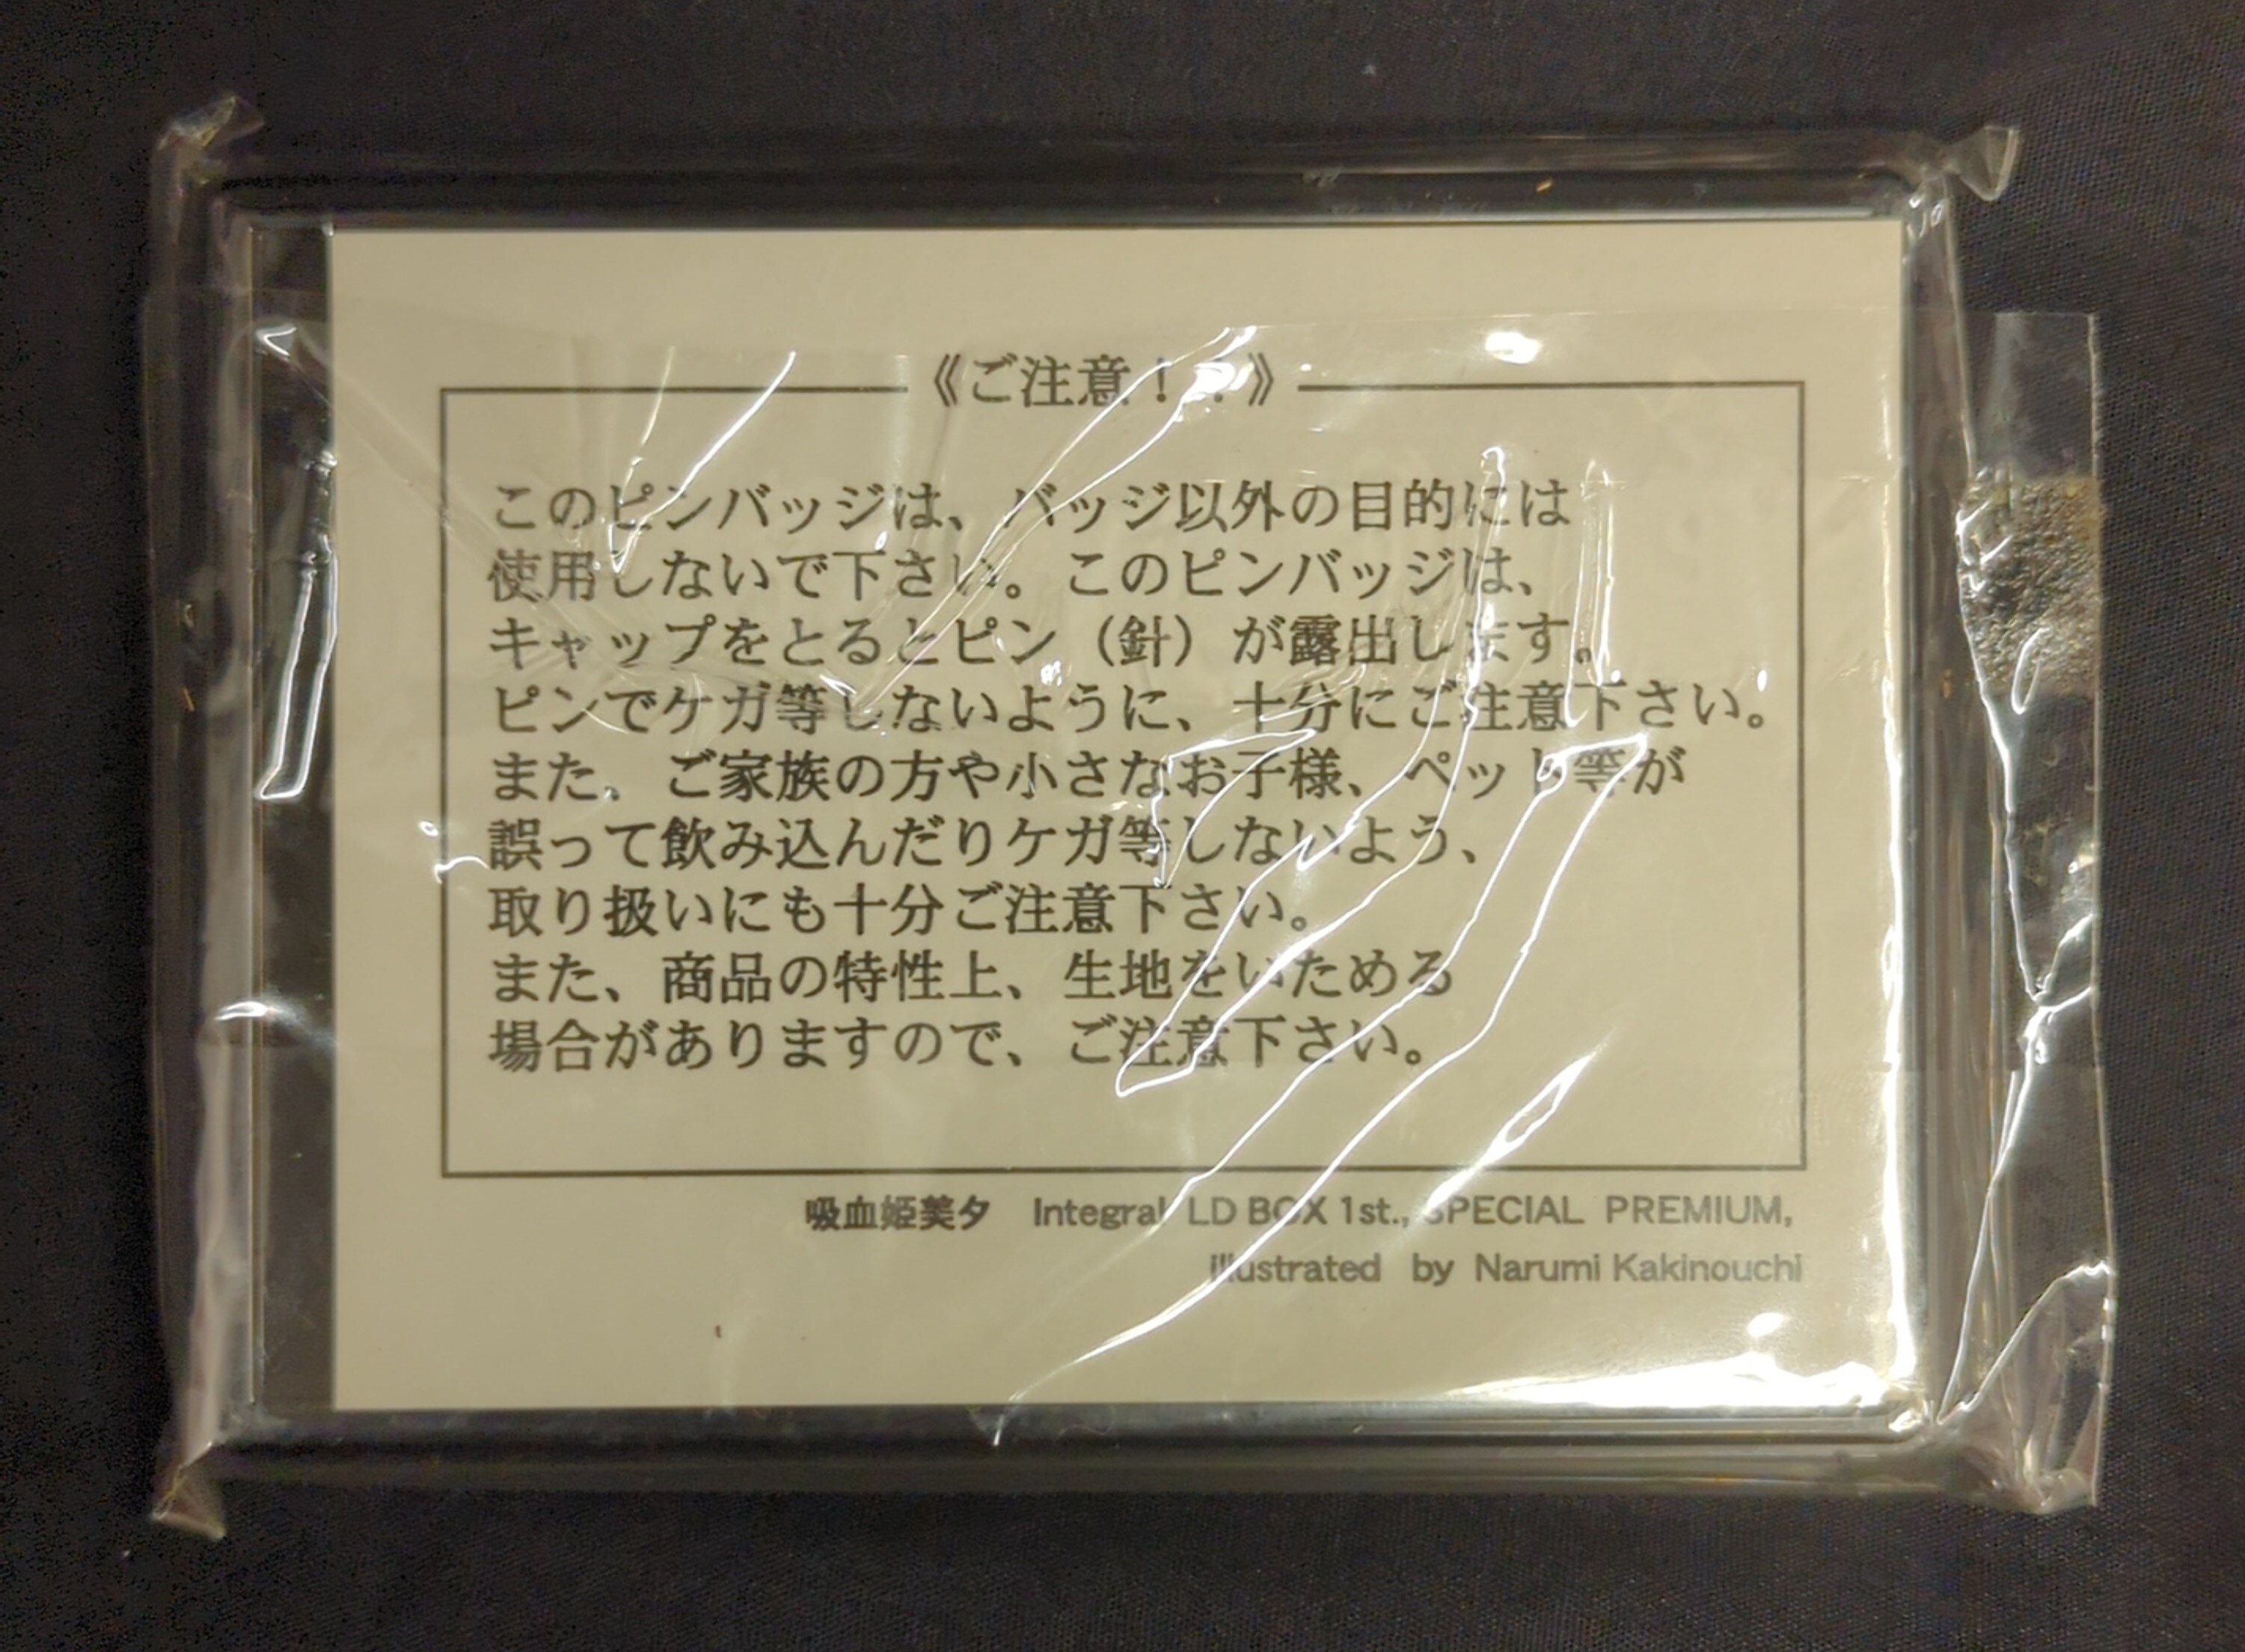 《ご注意！！》
このピンバッジは、バッジ以外の目的には
使用しないで下さい。このピンバッジは、
キャップをとるとピン（針）が露出します。
ピンでケガ等しないように、十分にご注意下さい。
また、ご家族の方や小さなお子様、ペット等が
誤って飲み込んだりケガ等しないよう、
取り扱いにも十分ご注意下さい。
また、商品の特性上、生地をいためる
場合がありますので、ご注意下さい。
吸血姫美夕 Integral LD BOX 1st., SPECIAL PREMIUM,
illustrated by Narumi Kakinouchi